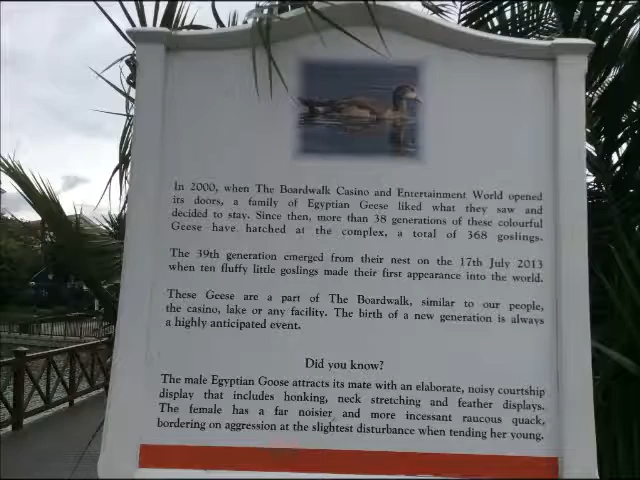 In 2000, when The Boardwalk Casino and Entertainment World opened
its doors, a family of Egyptian Geese liked what they saw and
decided to stay. Since then, more than 38 generations of these colourful
Geese have hatched at the complex, a total of 368 goslings.
The 39th generation emerged from their nest on the 17th July 2013
when ten fluffy little goslings made their first appearance into the world.
These Geese are a part of The Boardwalk, similar to our people,
the casino, lake or any facility. The birth of a new generation is always
a highly anticipated event.
Did you know?
The male Egyptian Goose attracts its mate with an elaborate, noisy courtship
display that includes honking, neck stretching and feather displays.
The female has a far noisier and more incessant raucous quack,
bordering on aggression at the slightest disturbance when tending her young.